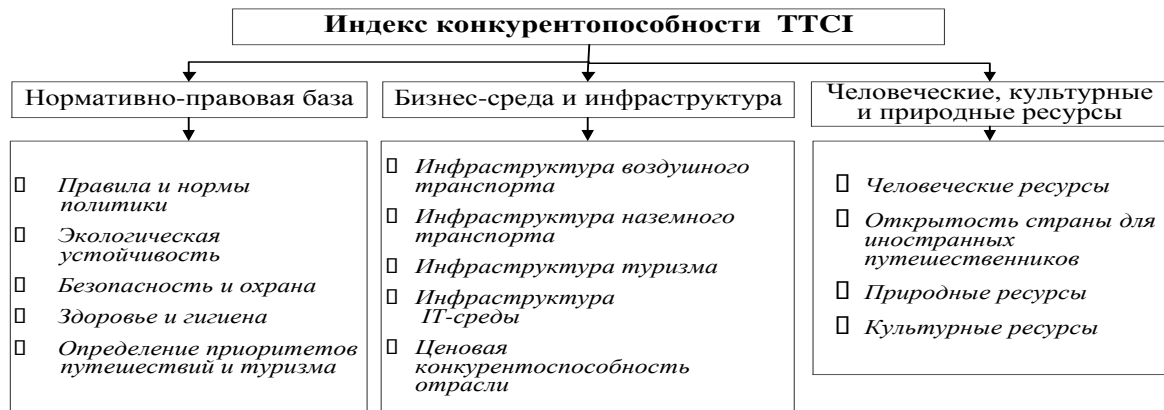 Индекс конкурентопособности TTCI
Нормативно-правовая база
Бизнес-среда и инфраструктура
Человеческие, культурные
и природные ресурсы
Правила и нормы
политики
Экологическая
устойчивость
Безопасность и охрана
Здоровье и гигиена
Определение приоритетов
путешествий и туризма
Инфраструктура воздушного
транспорта
Инфраструктура наземного
транспорта
Инфраструктура туризма
Инфраструктура
IT-среды
Ценовая
конкурентоспособность
отрасли
Человеческие ресурсы
Открытость страны для
иностранных
путешественников
Природные ресурсы
Культурные ресурсы